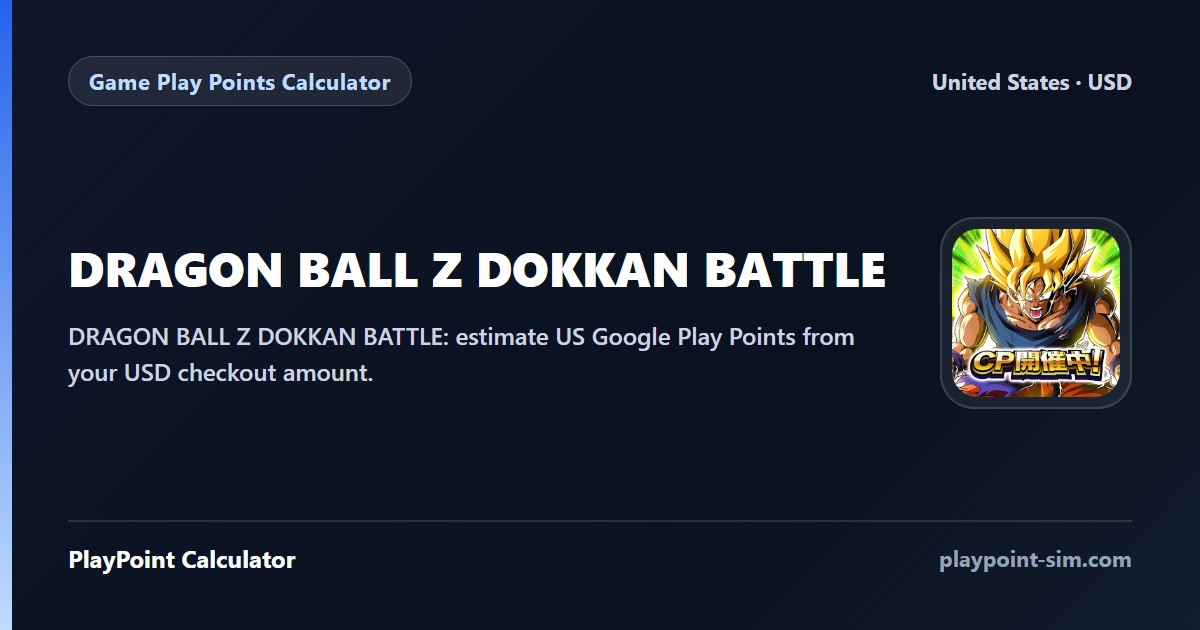 Game Play Points Calculator
United States · USD
DRAGON BALL Z DOKKAN BATTLE
DRAGON BALL Z DOKKAN BATTLE: estimate US Google Play Points from
your USD checkout amount.
CP開催中!
PlayPoint Calculator
playpoint-sim.com